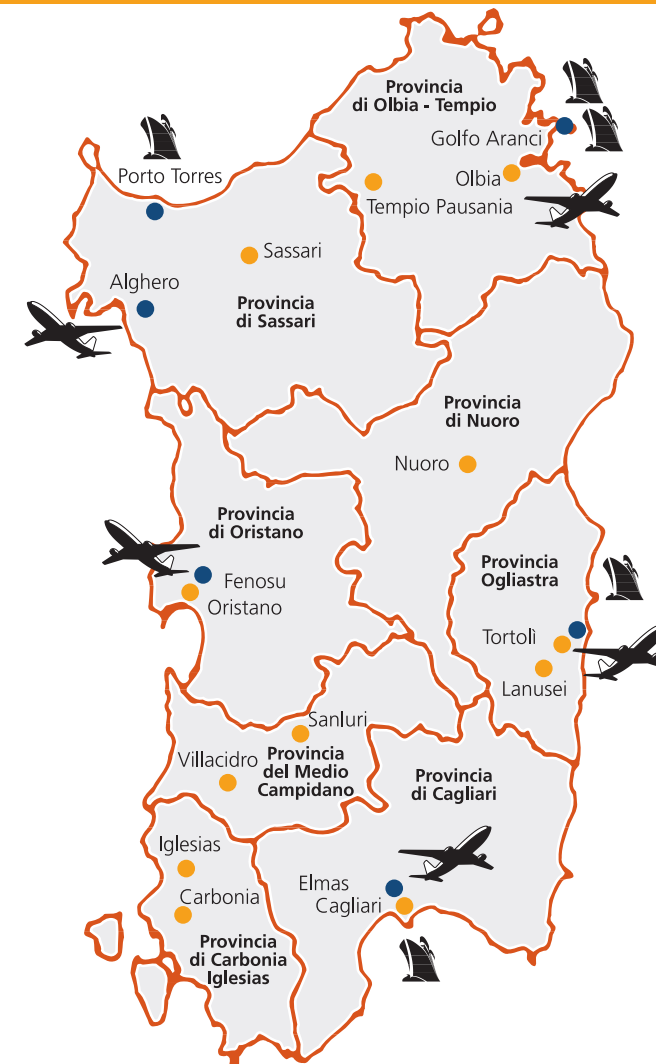 Provincia
di Olbia - Tempio
Golfo Aranci
Porto Torres
Olbia
Tempio Pausania
Sassari
Alghero
Provincia
di Sassari
Provincia
di Nuoro
Nuoro
Provincia
di Oristano
Provincia
Ogliastra
Fenosu
Oristano
Tortolì
Lanusei
Sanluri
Villacidro
Provincia
del Medio
Campidano
Provincia
di Cagliari
Iglesias
Elmas
Carbonia
Cagliari
Provincia
di Carbonia
Iglesias